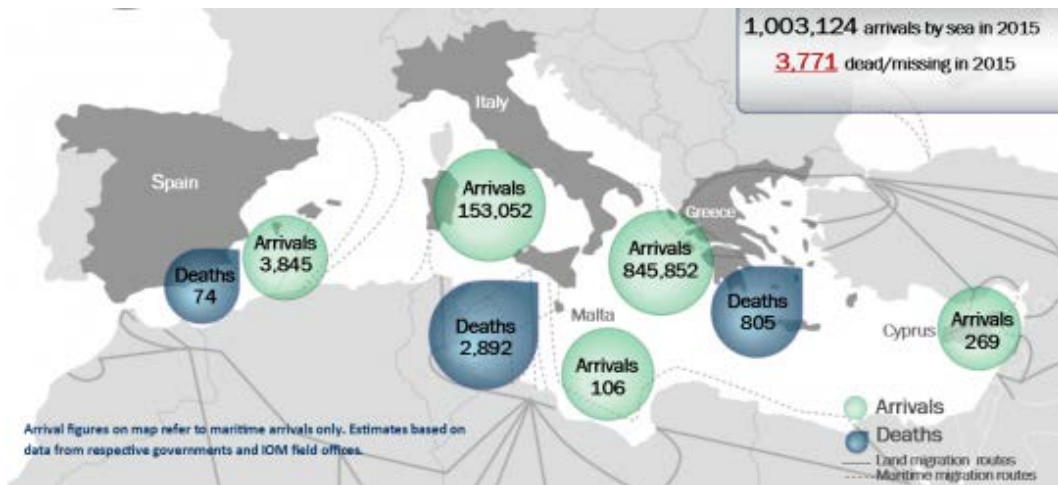 1,003,124 arrivals by sea in 2015
3,771 dead/missing in 2015
Italy
Spain
Arrivals
153,052
Greece
Arrivals
3,845
Arrivals
845,852
Deaths
74
Deaths
2,892
Malta
Deaths
805
Cyprus
Arrivals
269
Arrivals
106
Arrival figures on map refer to maritime arrivals only. Estimates based on
data from respective governments and IOM field offices.
Arrivals
Deaths
Land migration routes
Maritime migration routes